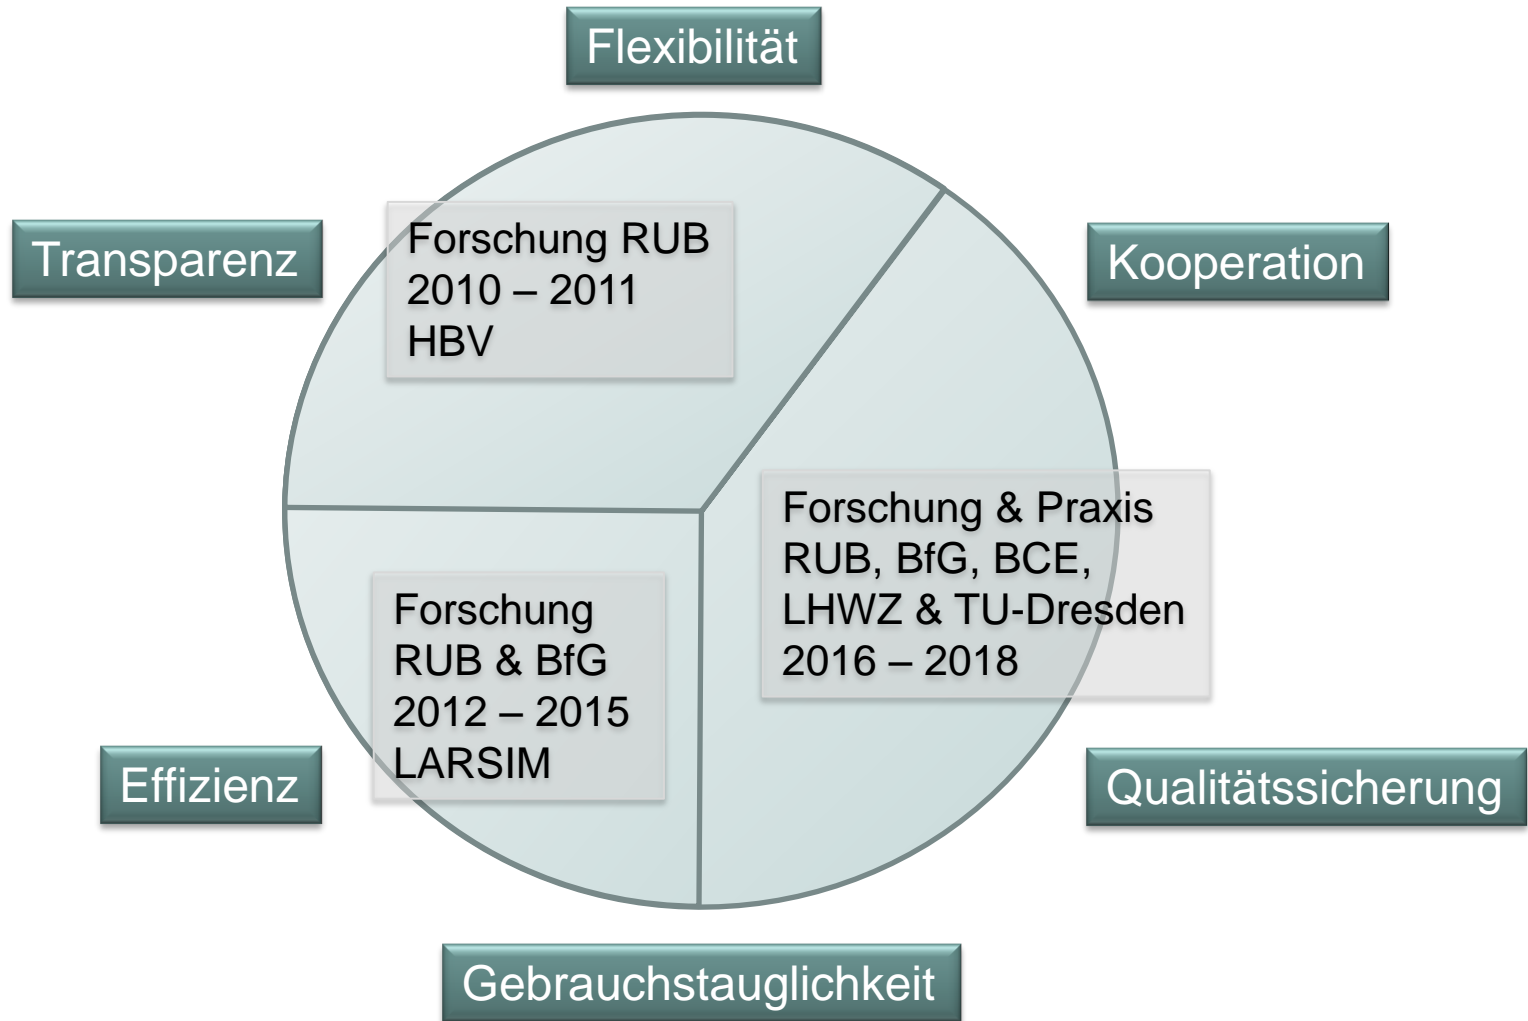 Flexibilität
Transparenz
Forschung RUB
2010 – 2011
HBV
Kooperation
Forschung & Praxis
RUB, BfG, BCE,
LHWZ & TU-Dresden
2016 – 2018
Forschung
RUB & BfG
2012 – 2015
LARSIM
Effizienz
Qualitätssicherung
Gebrauchstauglichkeit